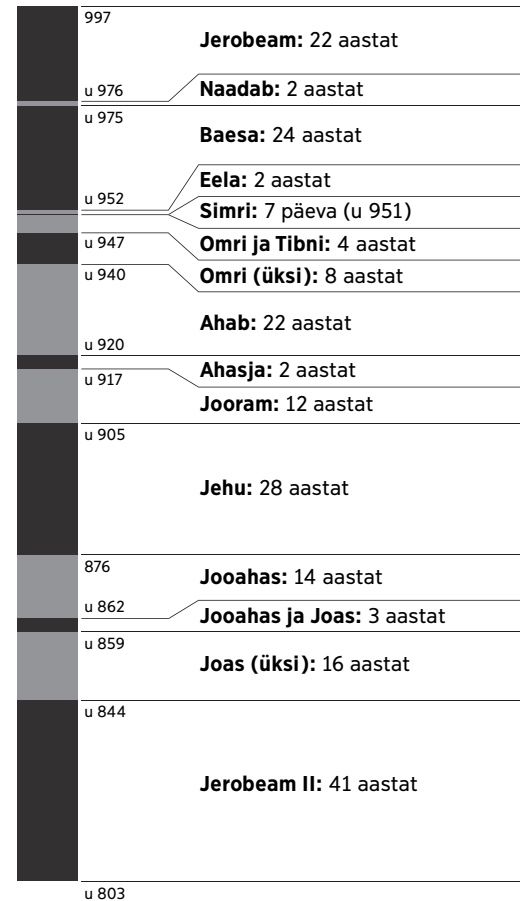 997
Jerobeam: 22 aastat
u 976
Naadab: 2 aastat
u 975
Baesa: 24 aastat
Eela: 2 aastat
u 952
Simri: 7 päeva (u 951)
u 947
Omri ja Tibni: 4 aastat
u 940
Omri (üksi): 8 aastat
Ahab: 22 aastat
u 920
Ahasja: 2 aastat
u 917
Jooram: 12 aastat
u 905
Jehu: 28 aastat
876
Jooahas: 14 aastat
u 862
Jooahas ja Joas: 3 aastat
u 859
Joas (üksi): 16 aastat
u 844
Jerobeam II: 41 aastat
u 803